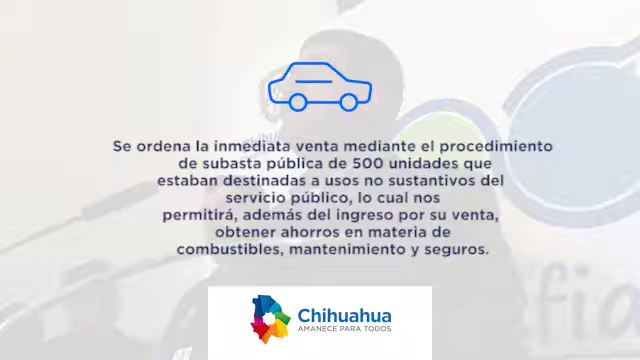 Se ordena la inmediata venta mediante el procedimiento
de subasta pública de 500 unidades que
estaban destinadas a usos no sustantivos del
servicio público, lo cual nos
permitirá, además del ingreso por su venta,
obtener ahorros en materia de
combustibles, mantenimiento y seguros.
fia
Chihuahua
AMANECE PARA TODOS